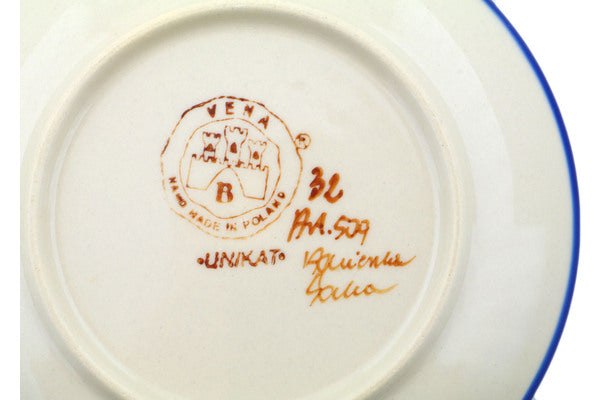 VENA
R
B
HAND MADE IN POLAND
32
AA.509
•UNIKAT•